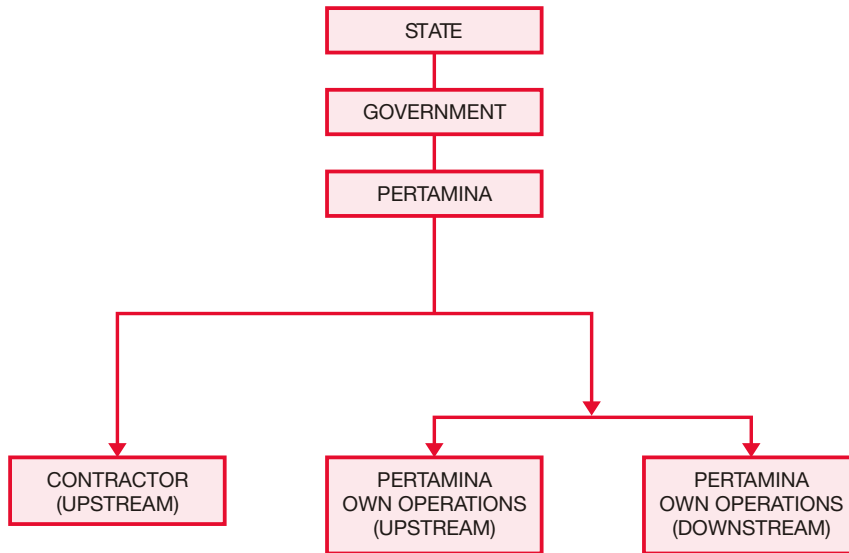 STATE
GOVERNMENT
PERTAMINA
CONTRACTOR
(UPSTREAM)
PERTAMINA
OWN OPERATIONS
(UPSTREAM)
PERTAMINA
OWN OPERATIONS
(DOWNSTREAM)